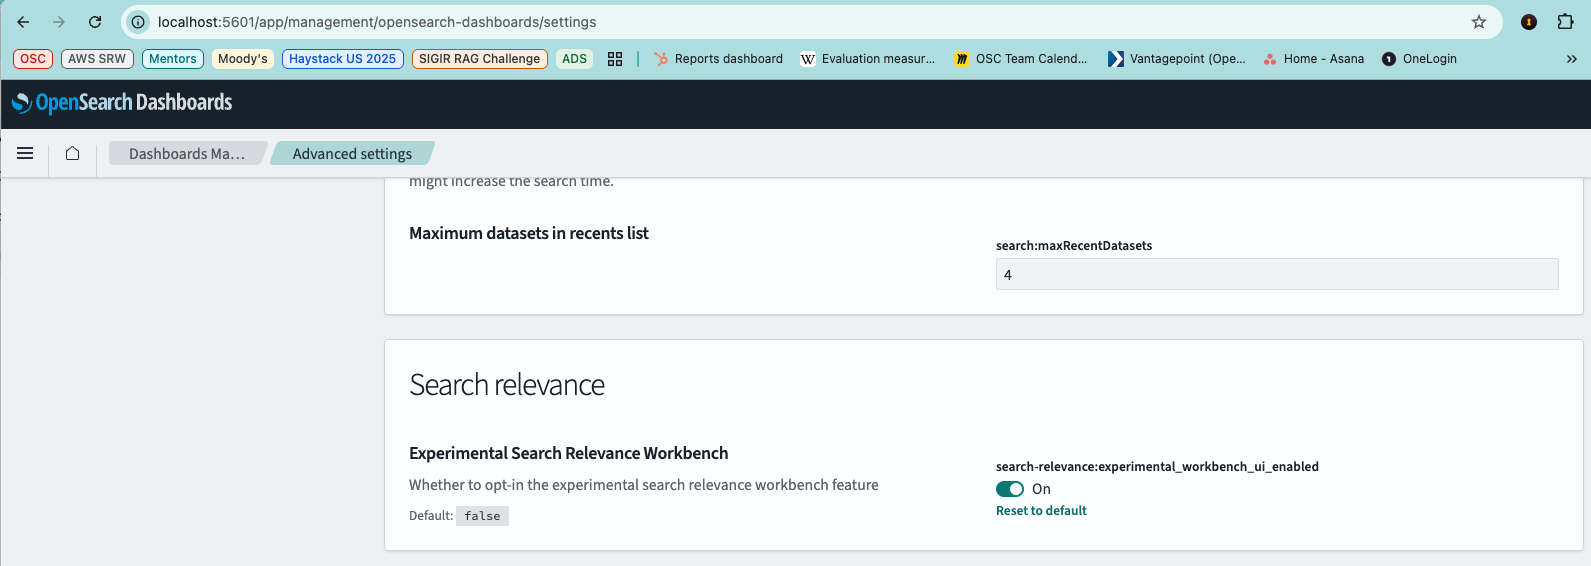 localhost:5601/app/management/opensearch-dashboards/settings
OSC AWS SRW Mentors Moody's Haystack US 2025 SIGIR RAG Challenge ADS Reports dashboard W Evaluation measur... OSC Team Calend... Vantagepoint (Ope... Home - Asana 1 OneLogin »
OpenSearch Dashboards
Dashboards Ma... Advanced settings
might increase the search time.
Maximum datasets in recents list
search:maxRecentDatasets
4
Search relevance
Experimental Search Relevance Workbench
Whether to opt-in the experimental search relevance workbench feature
Default: false
search-relevance:experimental_workbench_ui_enabled
On
Reset to default